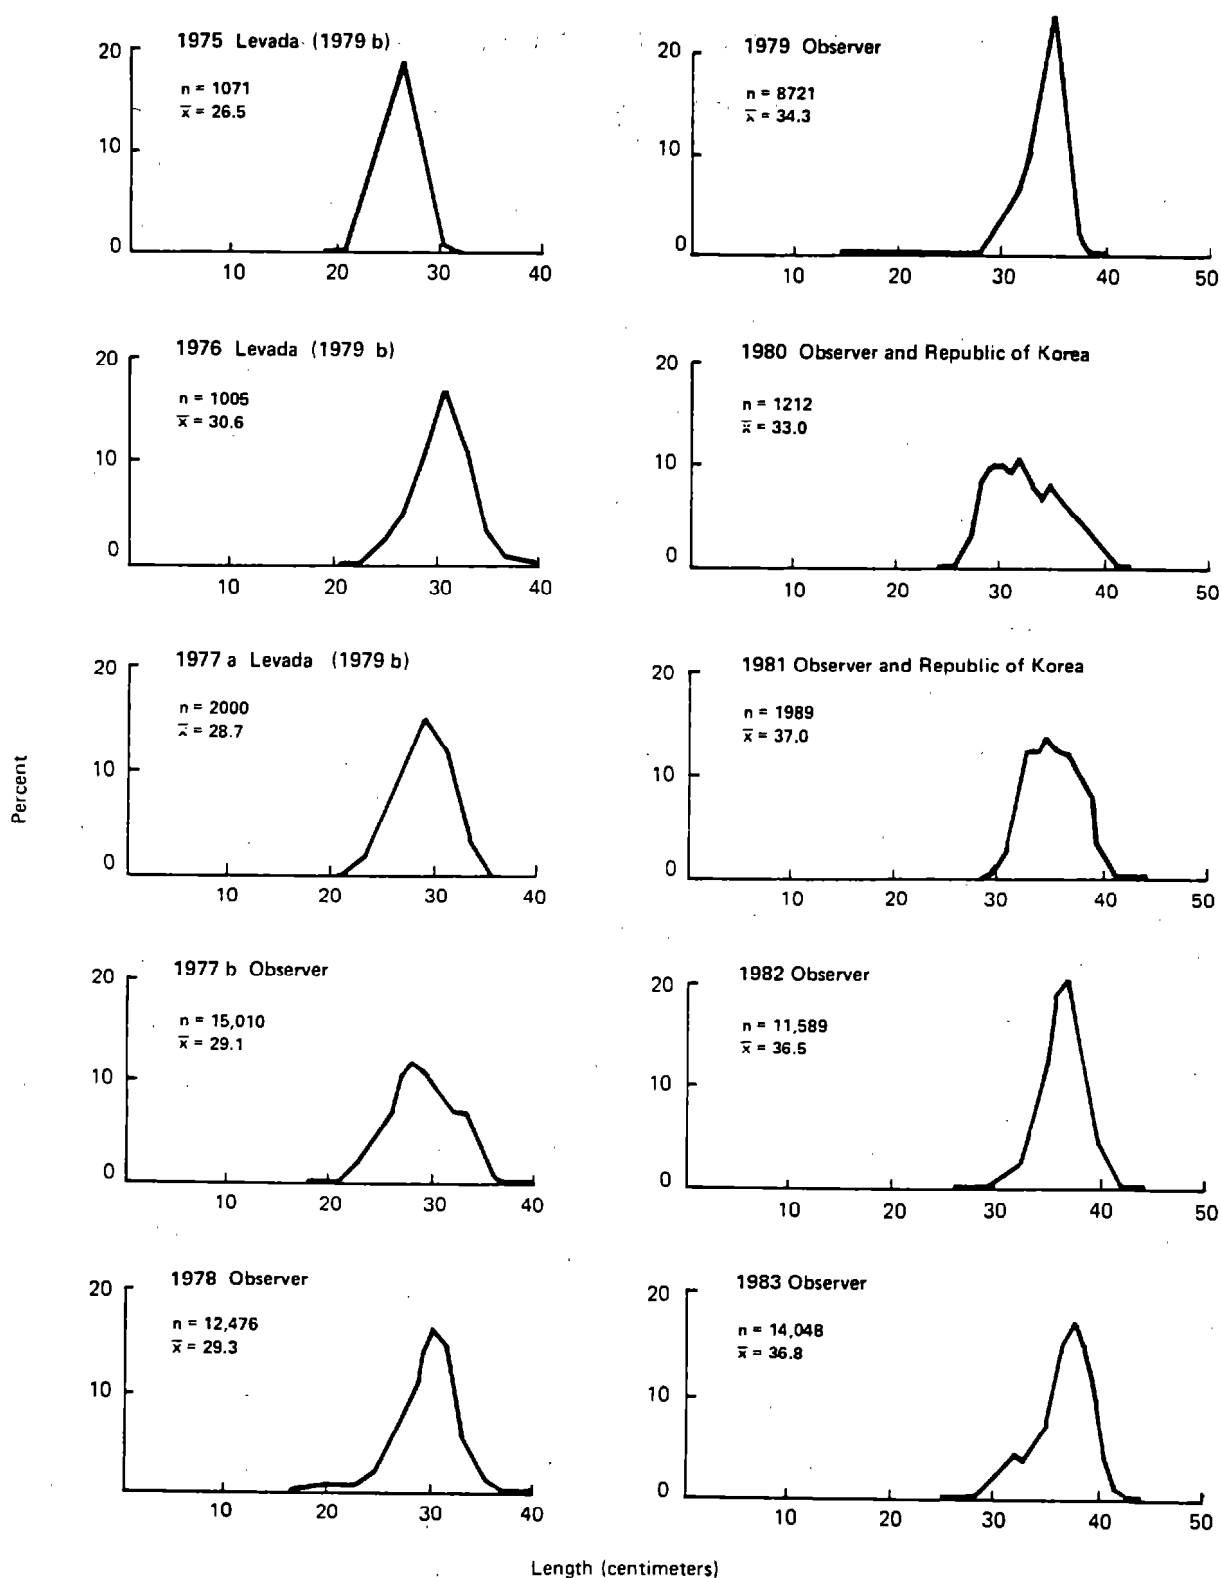 1975 Levada (1979 b)
n = 1071
x̄ = 26.5
20
10
0
10 20 30 40
1976 Levada (1979 b)
n = 1005
x̄ = 30.6
20
10
0
10 20 30 40
1977 a Levada (1979 b)
n = 2000
x̄ = 28.7
20
10
0
10 20 30 40
1977 b Observer
n = 15,010
x̄ = 29.1
20
10
0
10 20 30 40
1978 Observer
n = 12,476
x̄ = 29.3
20
10
0
10 20 30 40
1979 Observer
n = 8721
x̄ = 34.3
20
10
0
10 20 30 40 50
1980 Observer and Republic of Korea
n = 1212
x̄ = 33.0
20
10
0
10 20 30 40 50
1981 Observer and Republic of Korea
n = 1989
x̄ = 37.0
20
10
0
10 20 30 40 50
1982 Observer
n = 11,589
x̄ = 36.5
20
10
0
10 20 30 40 50
1983 Observer
n = 14,048
x̄ = 36.8
20
10
0
10 20 30 40 50
Percent
Length (centimeters)